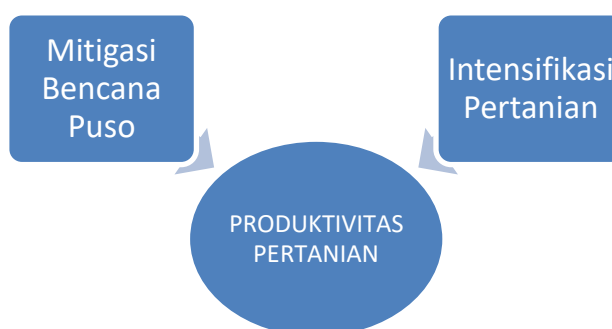 Mitigasi
Bencana
Puso
Intensifikasi
Pertanian
PRODUKTIVITAS
PERTANIAN